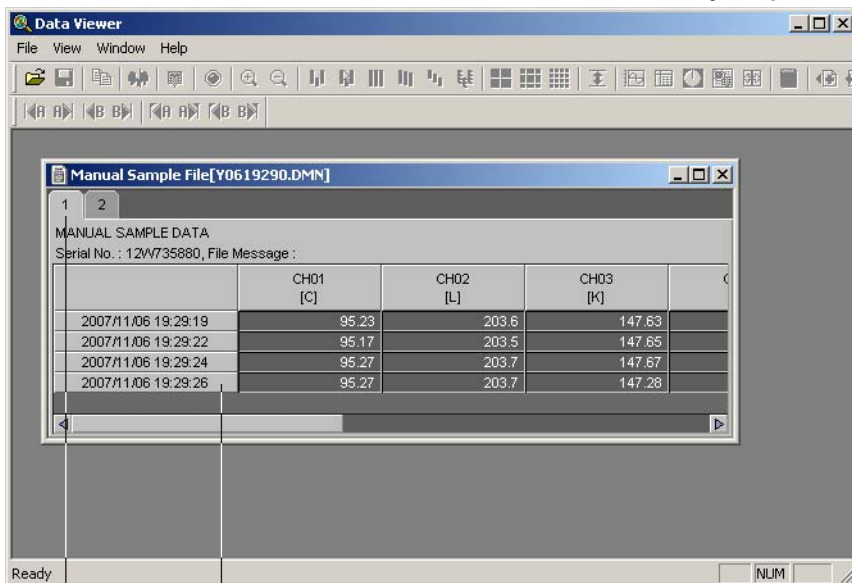 Data Viewer
File View Window Help
A A B B A A B B
Manual Sample File[Y0619290.DMN]
1 2
MANUAL SAMPLE DATA
Serial No. : 12W735880, File Message :
CH01 CH02 CH03
[C] [L] [K]
2007/11/06 19:29:19 95.23 203.6 147.63
2007/11/06 19:29:22 95.17 203.5 147.65
2007/11/06 19:29:24 95.27 203.7 147.67
2007/11/06 19:29:26 95.27 203.7 147.28
Ready NUM